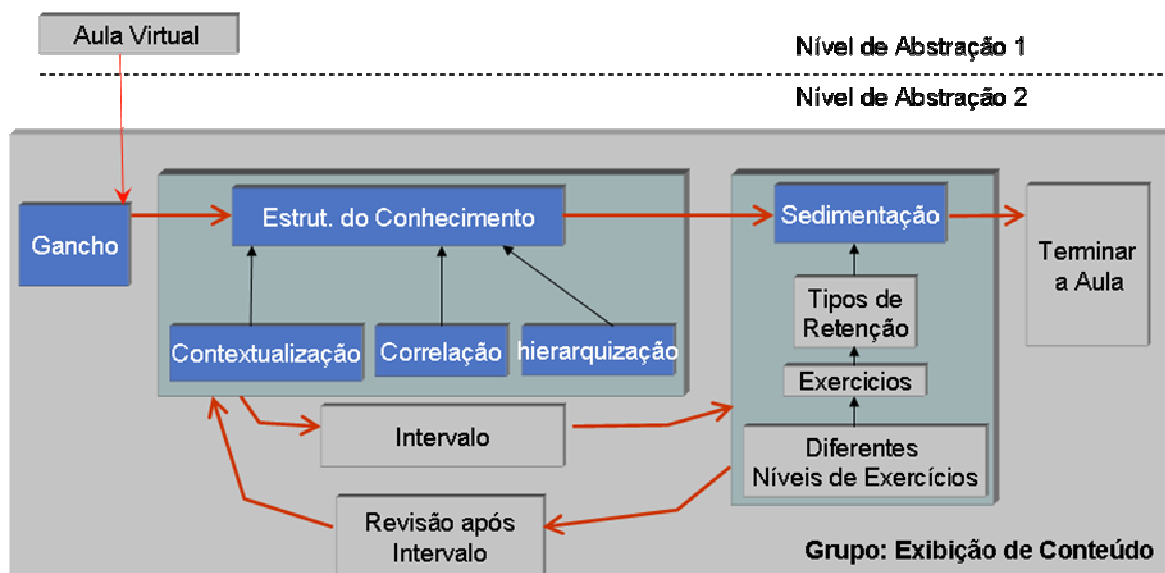 Aula Virtual
Nível de Abstração 1
Nível de Abstração 2
Gancho
Estrut. do Conhecimento
Contextualização
Correlação
hierarquização
Intervalo
Revisão após
Intervalo
Sedimentação
Tipos de
Retenção
Exercicios
Diferentes
Níveis de Exercícios
Terminar
a Aula
Grupo: Exibição de Conteúdo